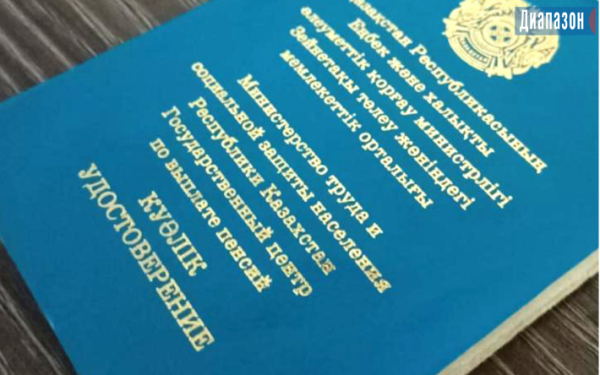 Диапазон
Қазақстан Республикасының
Еңбек және халықты
әлеуметтік қорғау министрлігі
Зейнетақы төлеу жөніндегі
мемлекеттік орталығы
Министерство труда и
социальной защиты населения
Республики Казахстан
Государственный центр
по выплате пенсий
КУӘЛІК
УДОСТОВЕРЕНИЕ